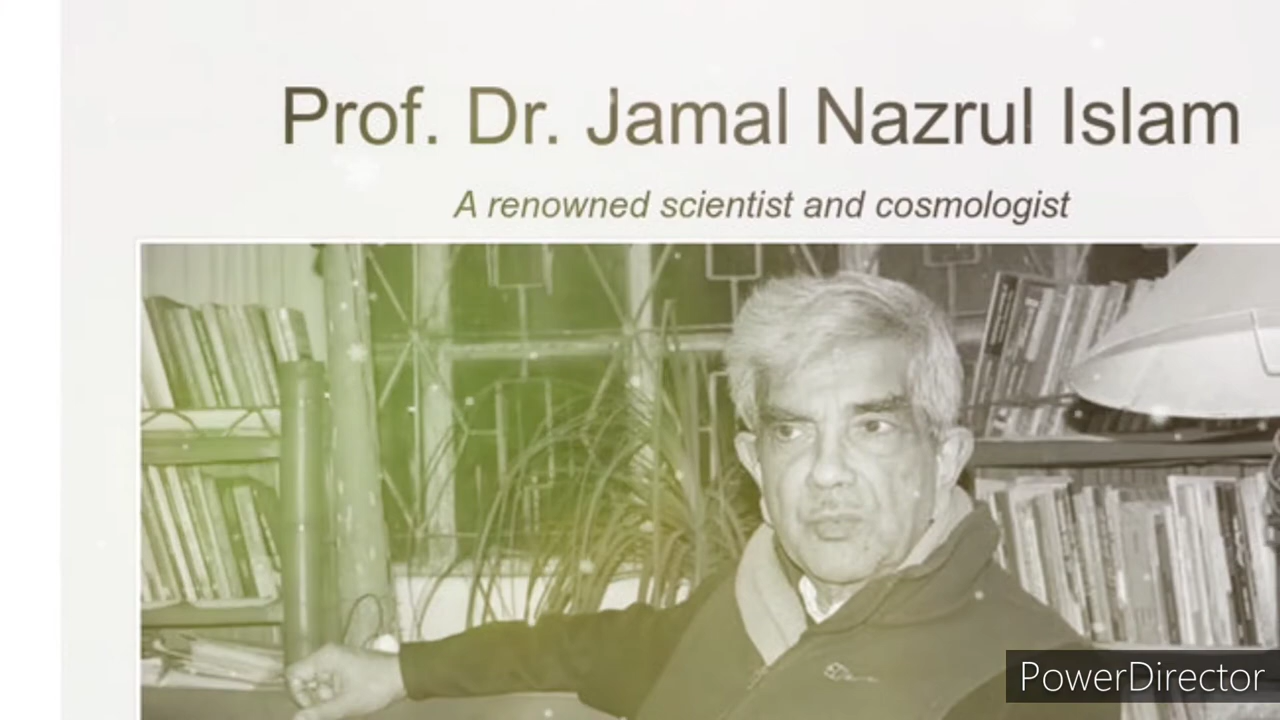 Prof. Dr. Jamal Nazrul Islam
A renowned scientist and cosmologist
PowerDirector